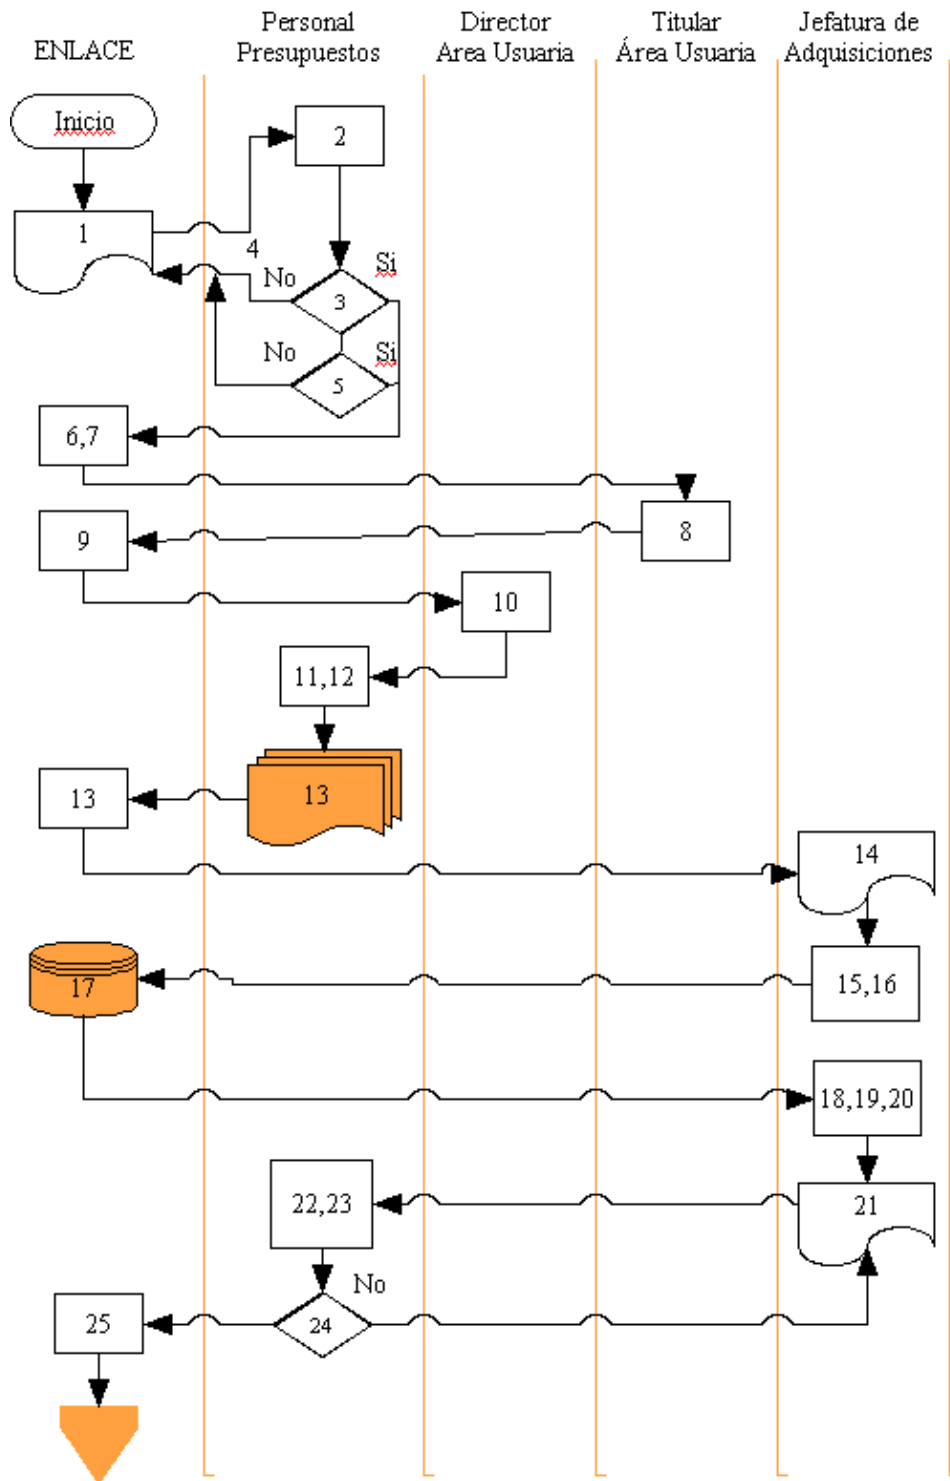 ENLACE
Personal
Presupuestos
Director
Area Usuaria
Titular
Área Usuaria
Jefatura de
Adquisiciones
Inicio
2
1
4
No
Si
3
No
Si
5
6,7
8
9
10
11,12
13
13
14
17
15,16
18,19,20
22,23
21
No
25
24